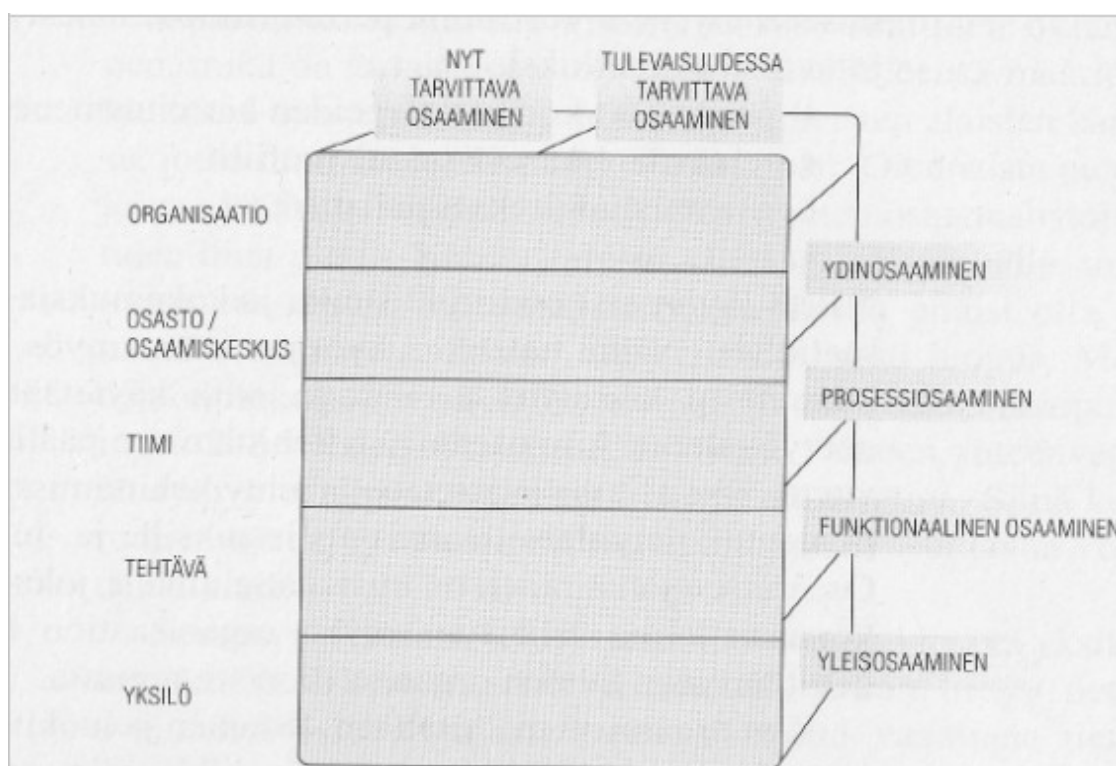 NYT
TARVITTAVA
OSAAMINEN
TULEVAISUUDESSA
TARVITTAVA
OSAAMINEN
ORGANISAATIO
YDINOSAAMINEN
OSASTO /
OSAAMISKESKUS
PROSESSIOSAAMINEN
TIIMI
FUNKTIONAALINEN OSAAMINEN
TEHTÄVÄ
YLEISOSAAMINEN
YKSILÖ